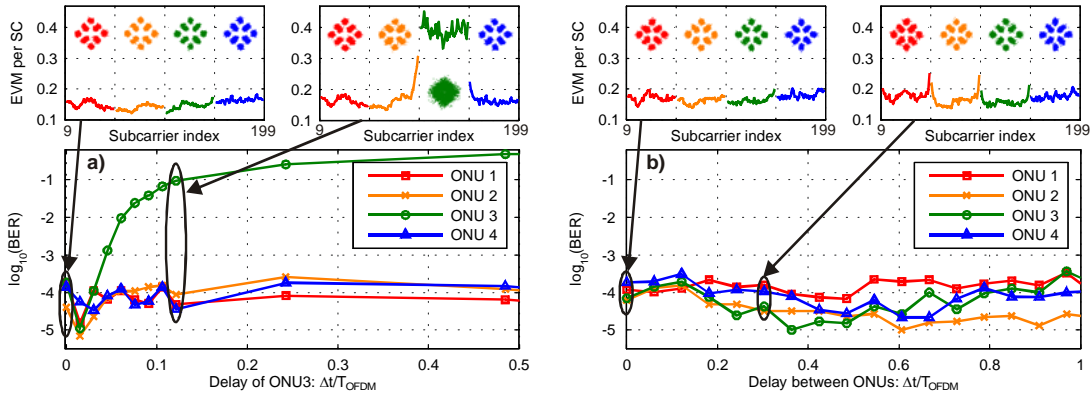 EVM per SC
0.4
0.3
0.2
0.1
9
Subcarrier index
199
0.4
0.3
0.2
0.1
9
Subcarrier index
199
a)
log10(BER)
-1
-2
-3
-4
-5
ONU 1
ONU 2
ONU 3
ONU 4
0
0.1
0.2
0.3
0.4
0.5
Delay of ONU3: Δt/TOFDM
EVM per SC
0.4
0.3
0.2
0.1
9
Subcarrier index
199
0.4
0.3
0.2
0.1
9
Subcarrier index
199
b)
log10(BER)
-1
-2
-3
-4
-5
ONU 1
ONU 2
ONU 3
ONU 4
0
0.2
0.4
0.6
0.8
1
Delay between ONUs: Δt/TOFDM